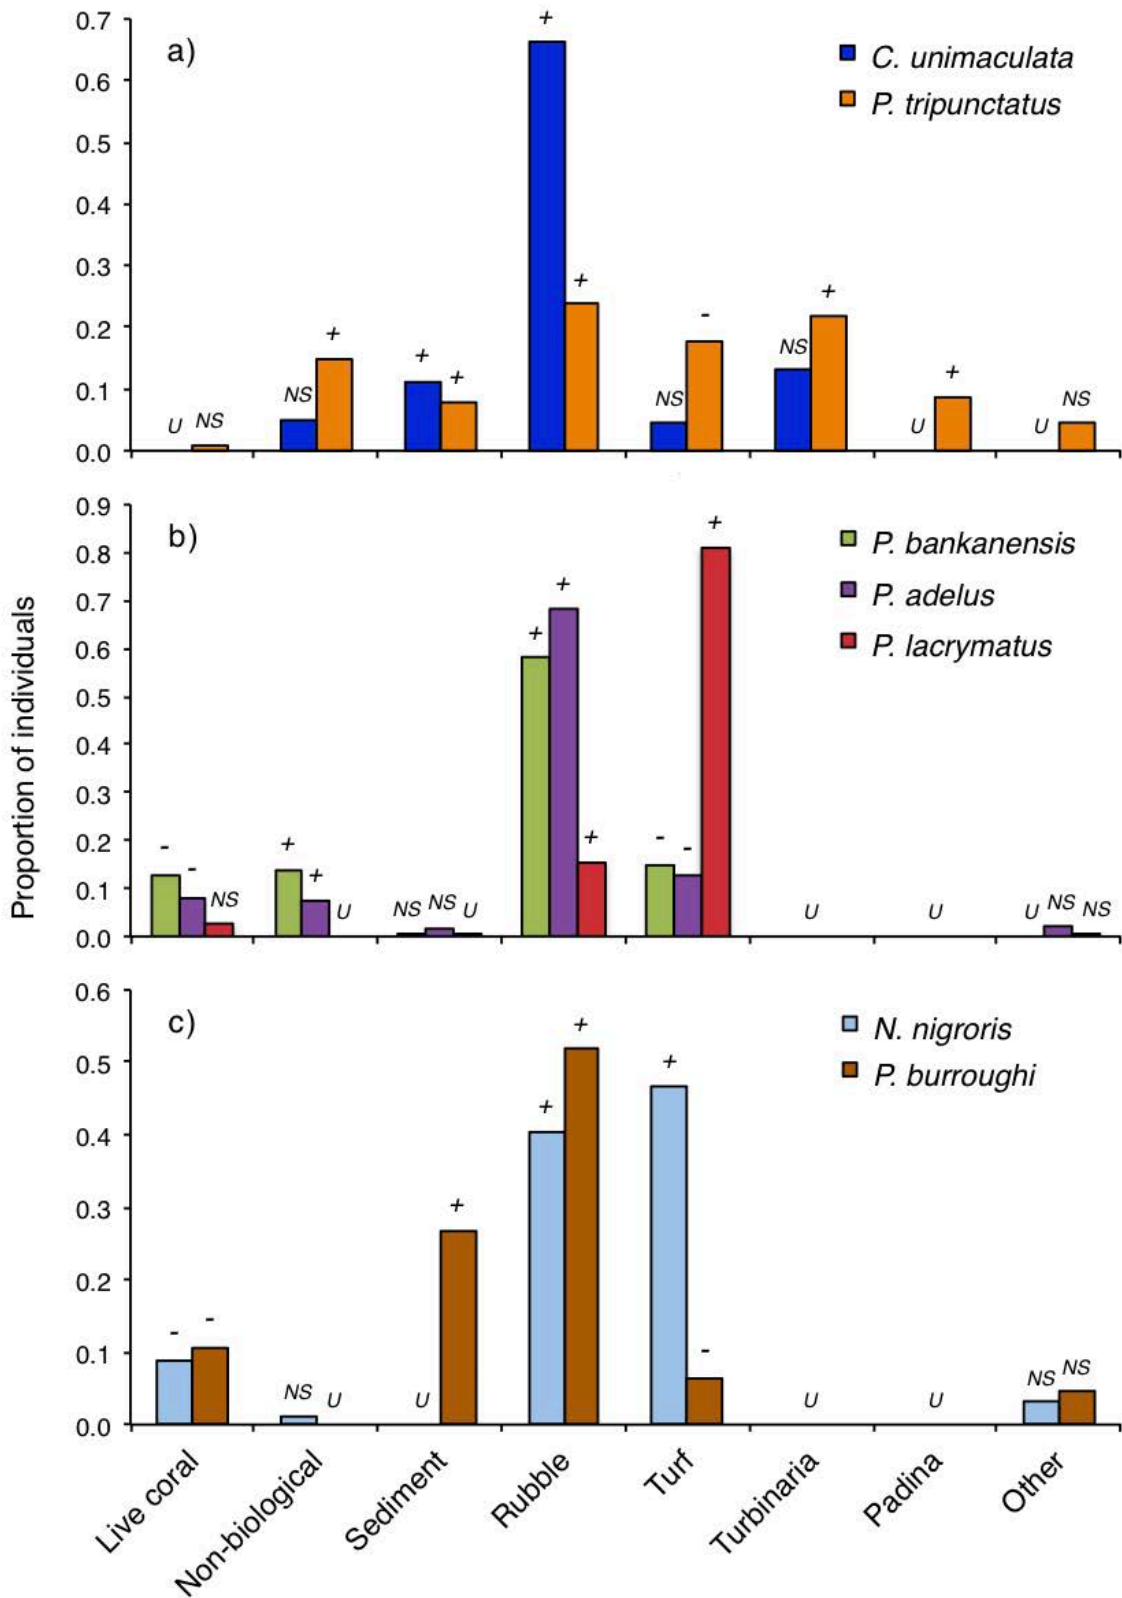 0.7
0.6
0.5
0.4
0.3
0.2
0.1
0.0
a)
C. unimaculata
P. tripunctatus
U NS
NS +
+ +
+ +
NS -
NS +
U +
U NS
Proportion of individuals
0.9
0.8
0.7
0.6
0.5
0.4
0.3
0.2
0.1
0.0
b)
P. bankanensis
P. adelus
P. lacrymatus
- - NS
+ + U
NS NS U
+ + +
- - +
U
U
U NS NS
0.6
0.5
0.4
0.3
0.2
0.1
0.0
c)
N. nigroris
P. burroughi
- -
NS U
U +
+ +
+ -
U
U
NS NS
Live coral
Non-biological
Sediment
Rubble
Turf
Turbinaria
Padina
Other